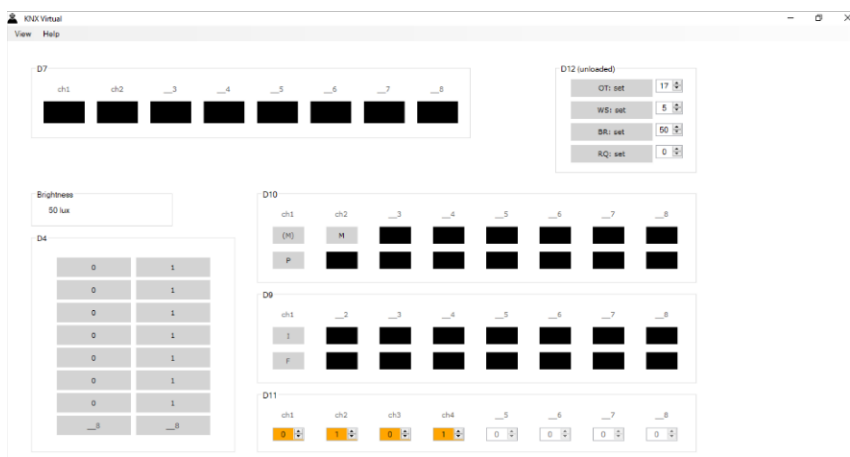 KNX Virtual
View Help
D7
ch1 ch2 __3 __4 __5 __6 __7 __8
D12 (unloaded)
OT: set 17
WS: set 5
BR: set 50
RQ: set 0
Brightness
50 lux
D4
0 1
0 1
0 1
0 1
0 1
0 1
0 1
__8 __8
D10
ch1 ch2 __3 __4 __5 __6 __7 __8
(M) M
P
D9
ch1 __2 __3 __4 __5 __6 __7 __8
I
F
D11
ch1 ch2 ch3 ch4 __5 __6 __7 __8
0 1 0 1 0 0 0 0